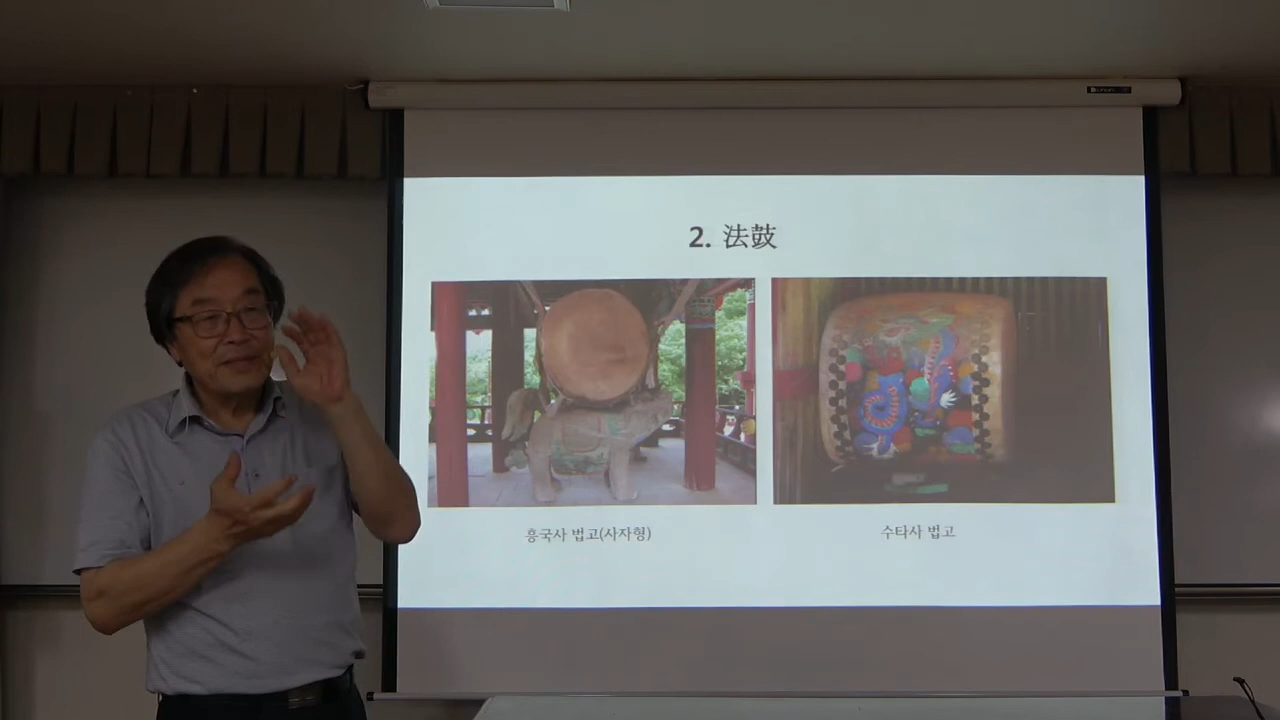 2. 法鼓
흥국사 법고(사자형)
수타사 법고